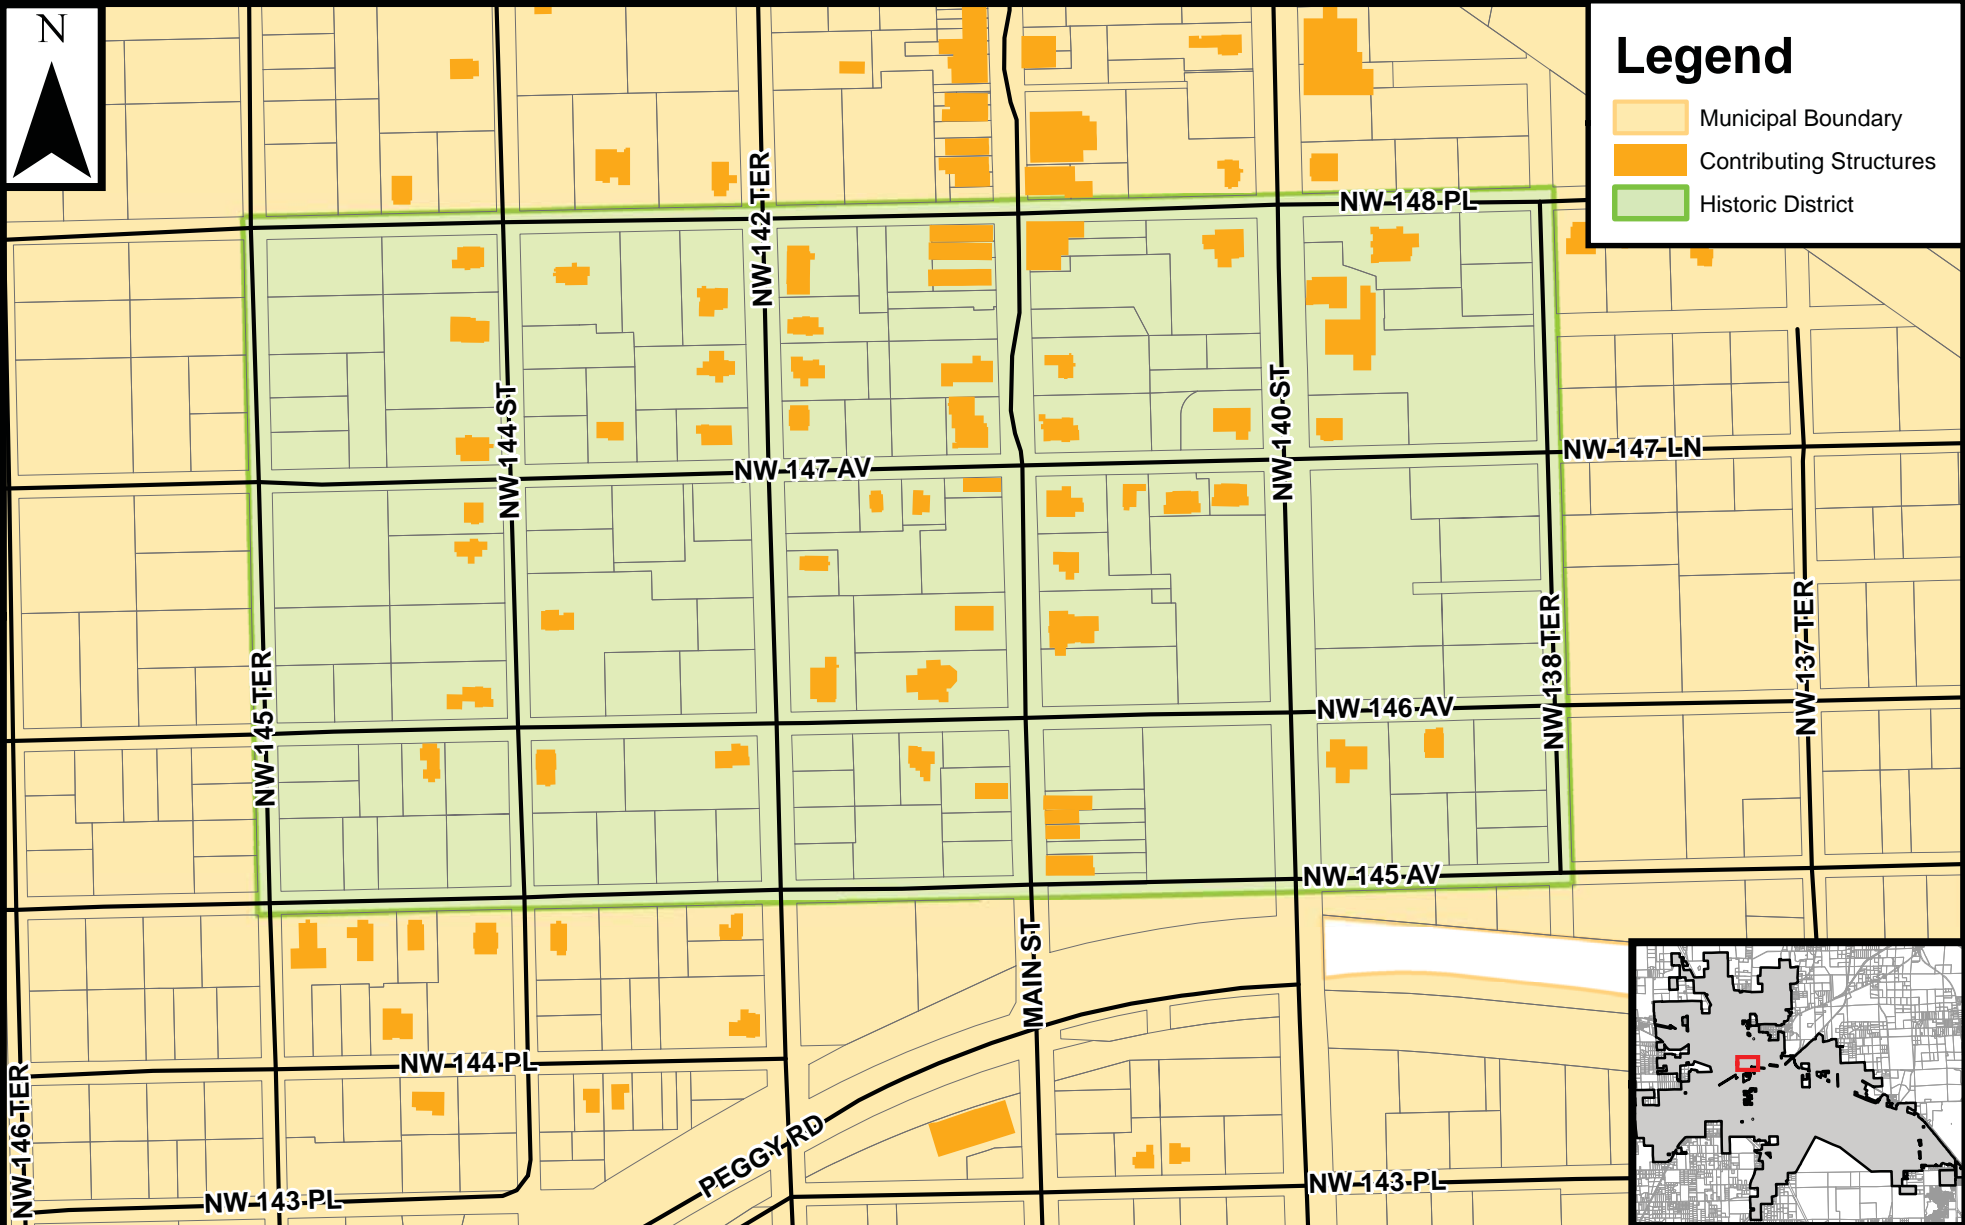 N
Legend
Municipal Boundary
Contributing Structures
Historic District
NW 148 PL
NW 142 TER
NW 144 ST
NW 140 ST
NW 147 AV
NW 147 LN
NW 145 TER
NW 138 TER
NW 137 TER
NW 146 AV
NW 145 AV
MAIN ST
NW 144 PL
NW 146 TER
PEGGY RD
NW 143 PL
NW 143 PL